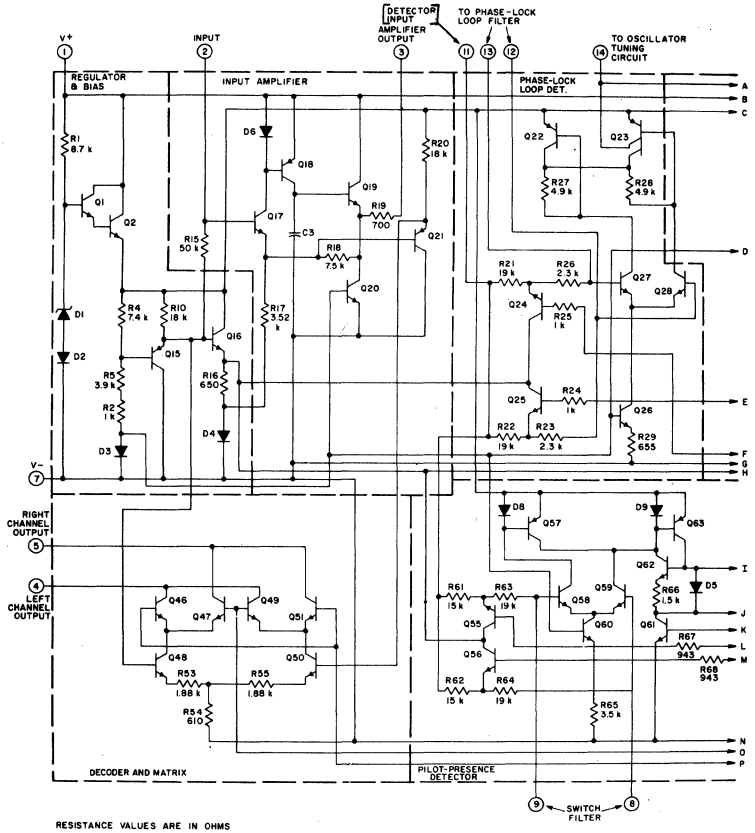 V+
1
INPUT
2
[DETECTOR]
INPUT
AMPLIFIER
OUTPUT
3
TO PHASE-LOCK
LOOP FILTER
11
13
12
TO OSCILLATOR
TUNING
CIRCUIT
14
REGULATOR
& BIAS
INPUT AMPLIFIER
PHASE-LOCK
LOOP DET.
A
B
C
R1
8.7 k
D6
Q18
R20
18 k
Q22
Q23
Q1
Q2
Q19
R27
4.9 k
R28
4.9 k
R15
50 k
Q17
C3
R19
700
R18
7.5 k
Q21
D
R21
19 k
R26
2.3 k
Q27
Q28
D1
R4
7.4 k
R10
18 k
Q20
Q24
R25
1 k
R17
3.52
k
Q16
D2
Q15
R5
3.9 k
R16
650
R2
1 k
Q25
R24
1k
E
Q26
D3
D4
R22
19 k
R23
2.3 k
R29
655
F
G
H
V-
7
RIGHT
CHANNEL
OUTPUT
5
4
LEFT
CHANNEL
OUTPUT
D8
Q57
D9
Q63
Q62
I
R66
1.5 k
D5
R61
15 k
R63
19 k
Q58
Q59
J
Q46
Q47
Q49
Q51
Q55
Q60
Q61
K
R67
943
L
Q48
Q50
Q56
R68
943
M
R53
1.88 k
R55
1.88 k
R62
15 k
R64
19 k
R54
610
R65
3.5 k
N
O
P
DECODER AND MATRIX
PILOT-PRESENCE
DETECTOR
9
SWITCH
FILTER
8
RESISTANCE VALUES ARE IN OHMS